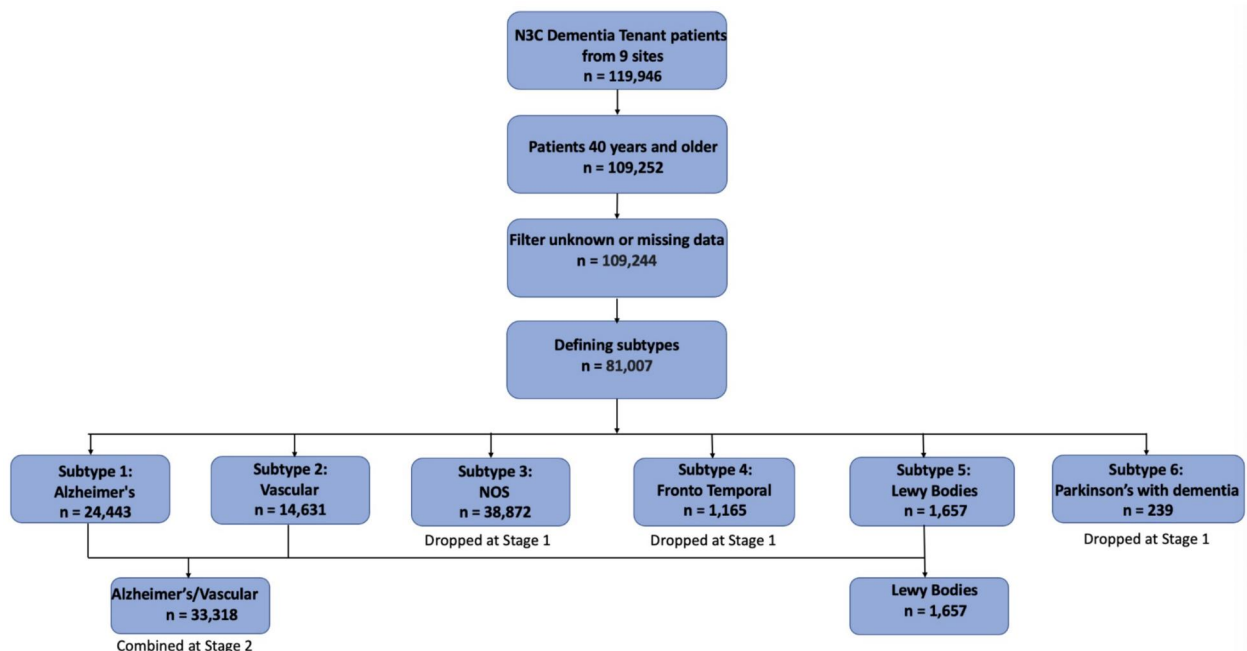 N3C Dementia Tenant patients
from 9 sites
n = 119,946
Patients 40 years and older
n = 109,252
Filter unknown or missing data
n = 109,244
Defining subtypes
n = 81,007
Subtype 1:
Alzheimer's
n = 24,443
Subtype 2:
Vascular
n = 14,631
Subtype 3:
NOS
n = 38,872
Dropped at Stage 1
Subtype 4:
Fronto Temporal
n = 1,165
Dropped at Stage 1
Subtype 5:
Lewy Bodies
n = 1,657
Subtype 6:
Parkinson’s with dementia
n = 239
Dropped at Stage 1
Alzheimer’s/Vascular
n = 33,318
Combined at Stage 2
Lewy Bodies
n = 1,657